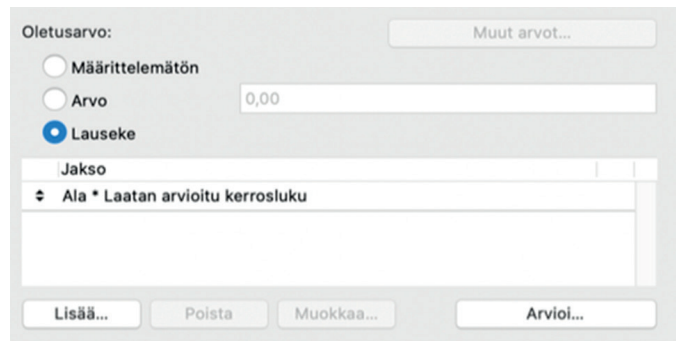 Oletusarvo:
Muut arvot...
Määrittelemätön
Arvo
0,00
Lauseke
Jakso
Ala * Laatan arvioitu kerrosluku
Lisää...
Poista
Muokkaa...
Arvioi...